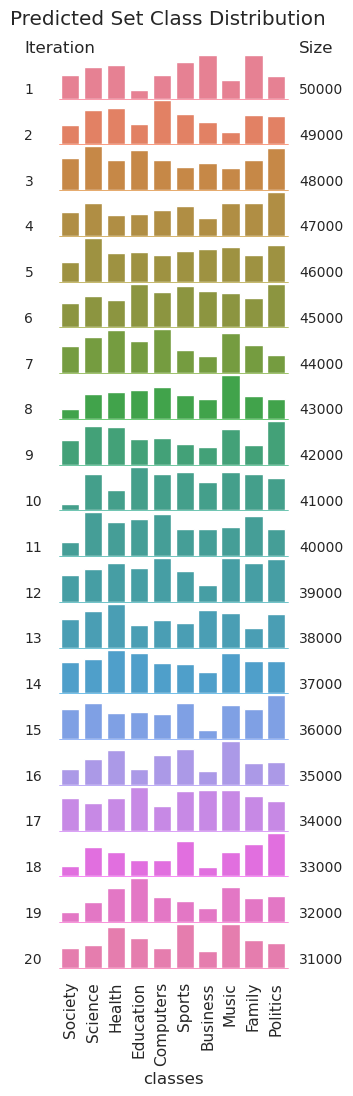 Predicted Set Class Distribution
Iteration Size
1 50000
2 49000
3 48000
4 47000
5 46000
6 45000
7 44000
8 43000
9 42000
10 41000
11 40000
12 39000
13 38000
14 37000
15 36000
16 35000
17 34000
18 33000
19 32000
20 31000
Society
Science
Health
Education
Computers
Sports
Business
Music
Family
Politics
classes